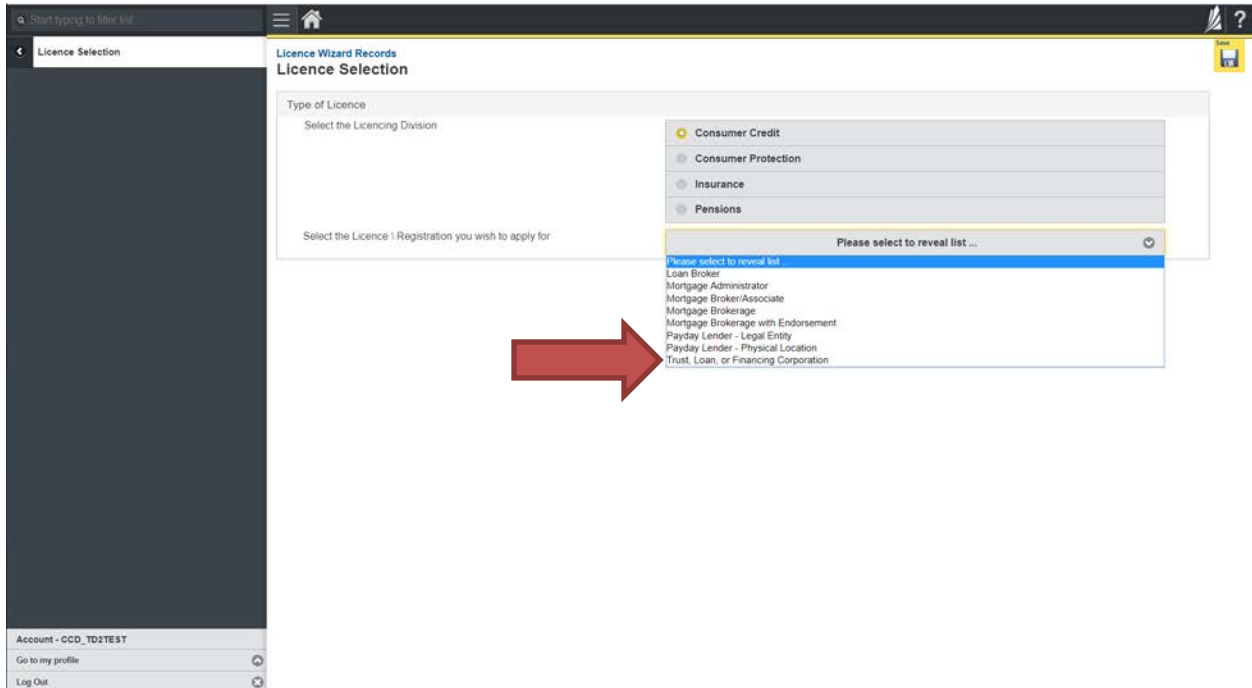 Start typing to filter list...
Licence Selection
?
Save
Licence Wizard Records
Licence Selection
Type of Licence
Select the Licencing Division
Consumer Credit
Consumer Protection
Insurance
Pensions
Select the Licence \ Registration you wish to apply for
Please select to reveal list ...
Please select to reveal list ...
Loan Broker
Mortgage Administrator
Mortgage Broker/Associate
Mortgage Brokerage
Mortgage Brokerage with Endorsement
Payday Lender - Legal Entity
Payday Lender - Physical Location
Trust, Loan, or Financing Corporation
Account - CCD_TD2TEST
Go to my profile
Log Out